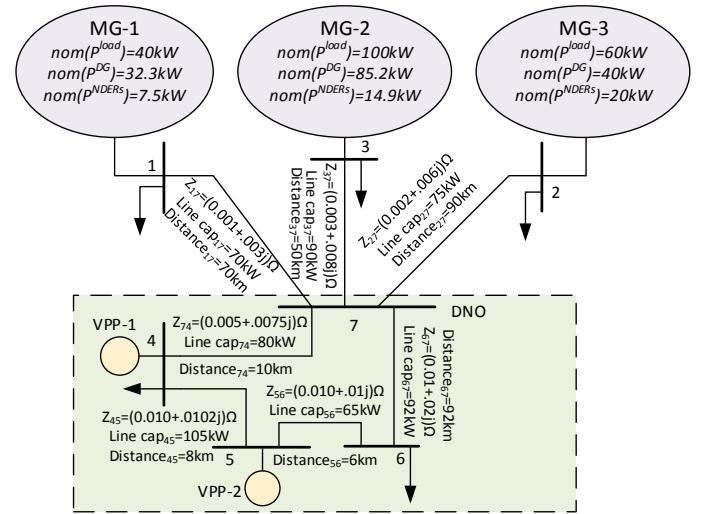 MG-1
nom(P^load)=40kW
nom(P^DG)=32.3kW
nom(P^NDERs)=7.5kW
MG-2
nom(P^load)=100kW
nom(P^DG)=85.2kW
nom(P^NDERs)=14.9kW
MG-3
nom(P^load)=60kW
nom(P^DG)=40kW
nom(P^NDERs)=20kW
1
3
2
Z₁₇=(0.001+.003j)Ω
Line cap₁₇=70kW
Distance₁₇=70km
Z₃₇=(0.003+.008j)Ω
Line cap₃₇=90kW
Distance₃₇=50km
Z₂₇=(0.002+.006j)Ω
Line cap₂₇=75kW
Distance₂₇=90km
7
DNO
VPP-1
4
Z₇₄=(0.005+.0075j)Ω
Line cap₇₄=80kW
Distance₇₄=10km
Distance₆₇=92km
Z₆₇=(0.01+.02j)Ω
Line cap₆₇=92kW
Z₅₆=(0.010+.01j)Ω
Line cap₅₆=65kW
Distance₅₆=6km
Z₄₅=(0.010+.0102j)Ω
Line cap₄₅=105kW
Distance₄₅=8km
5
6
VPP-2